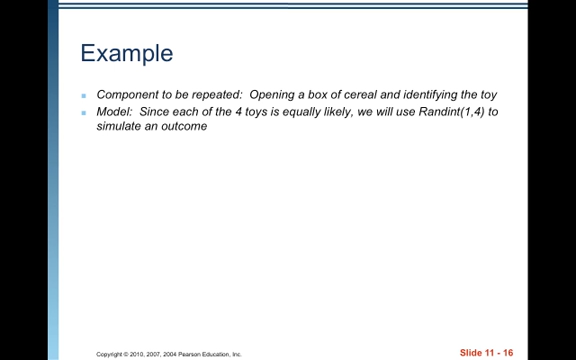 Example
Component to be repeated: Opening a box of cereal and identifying the toy
Model: Since each of the 4 toys is equally likely, we will use Randint(1,4) to
simulate an outcome
Copyright © 2010, 2007, 2004 Pearson Education, Inc.
Slide 11 - 16